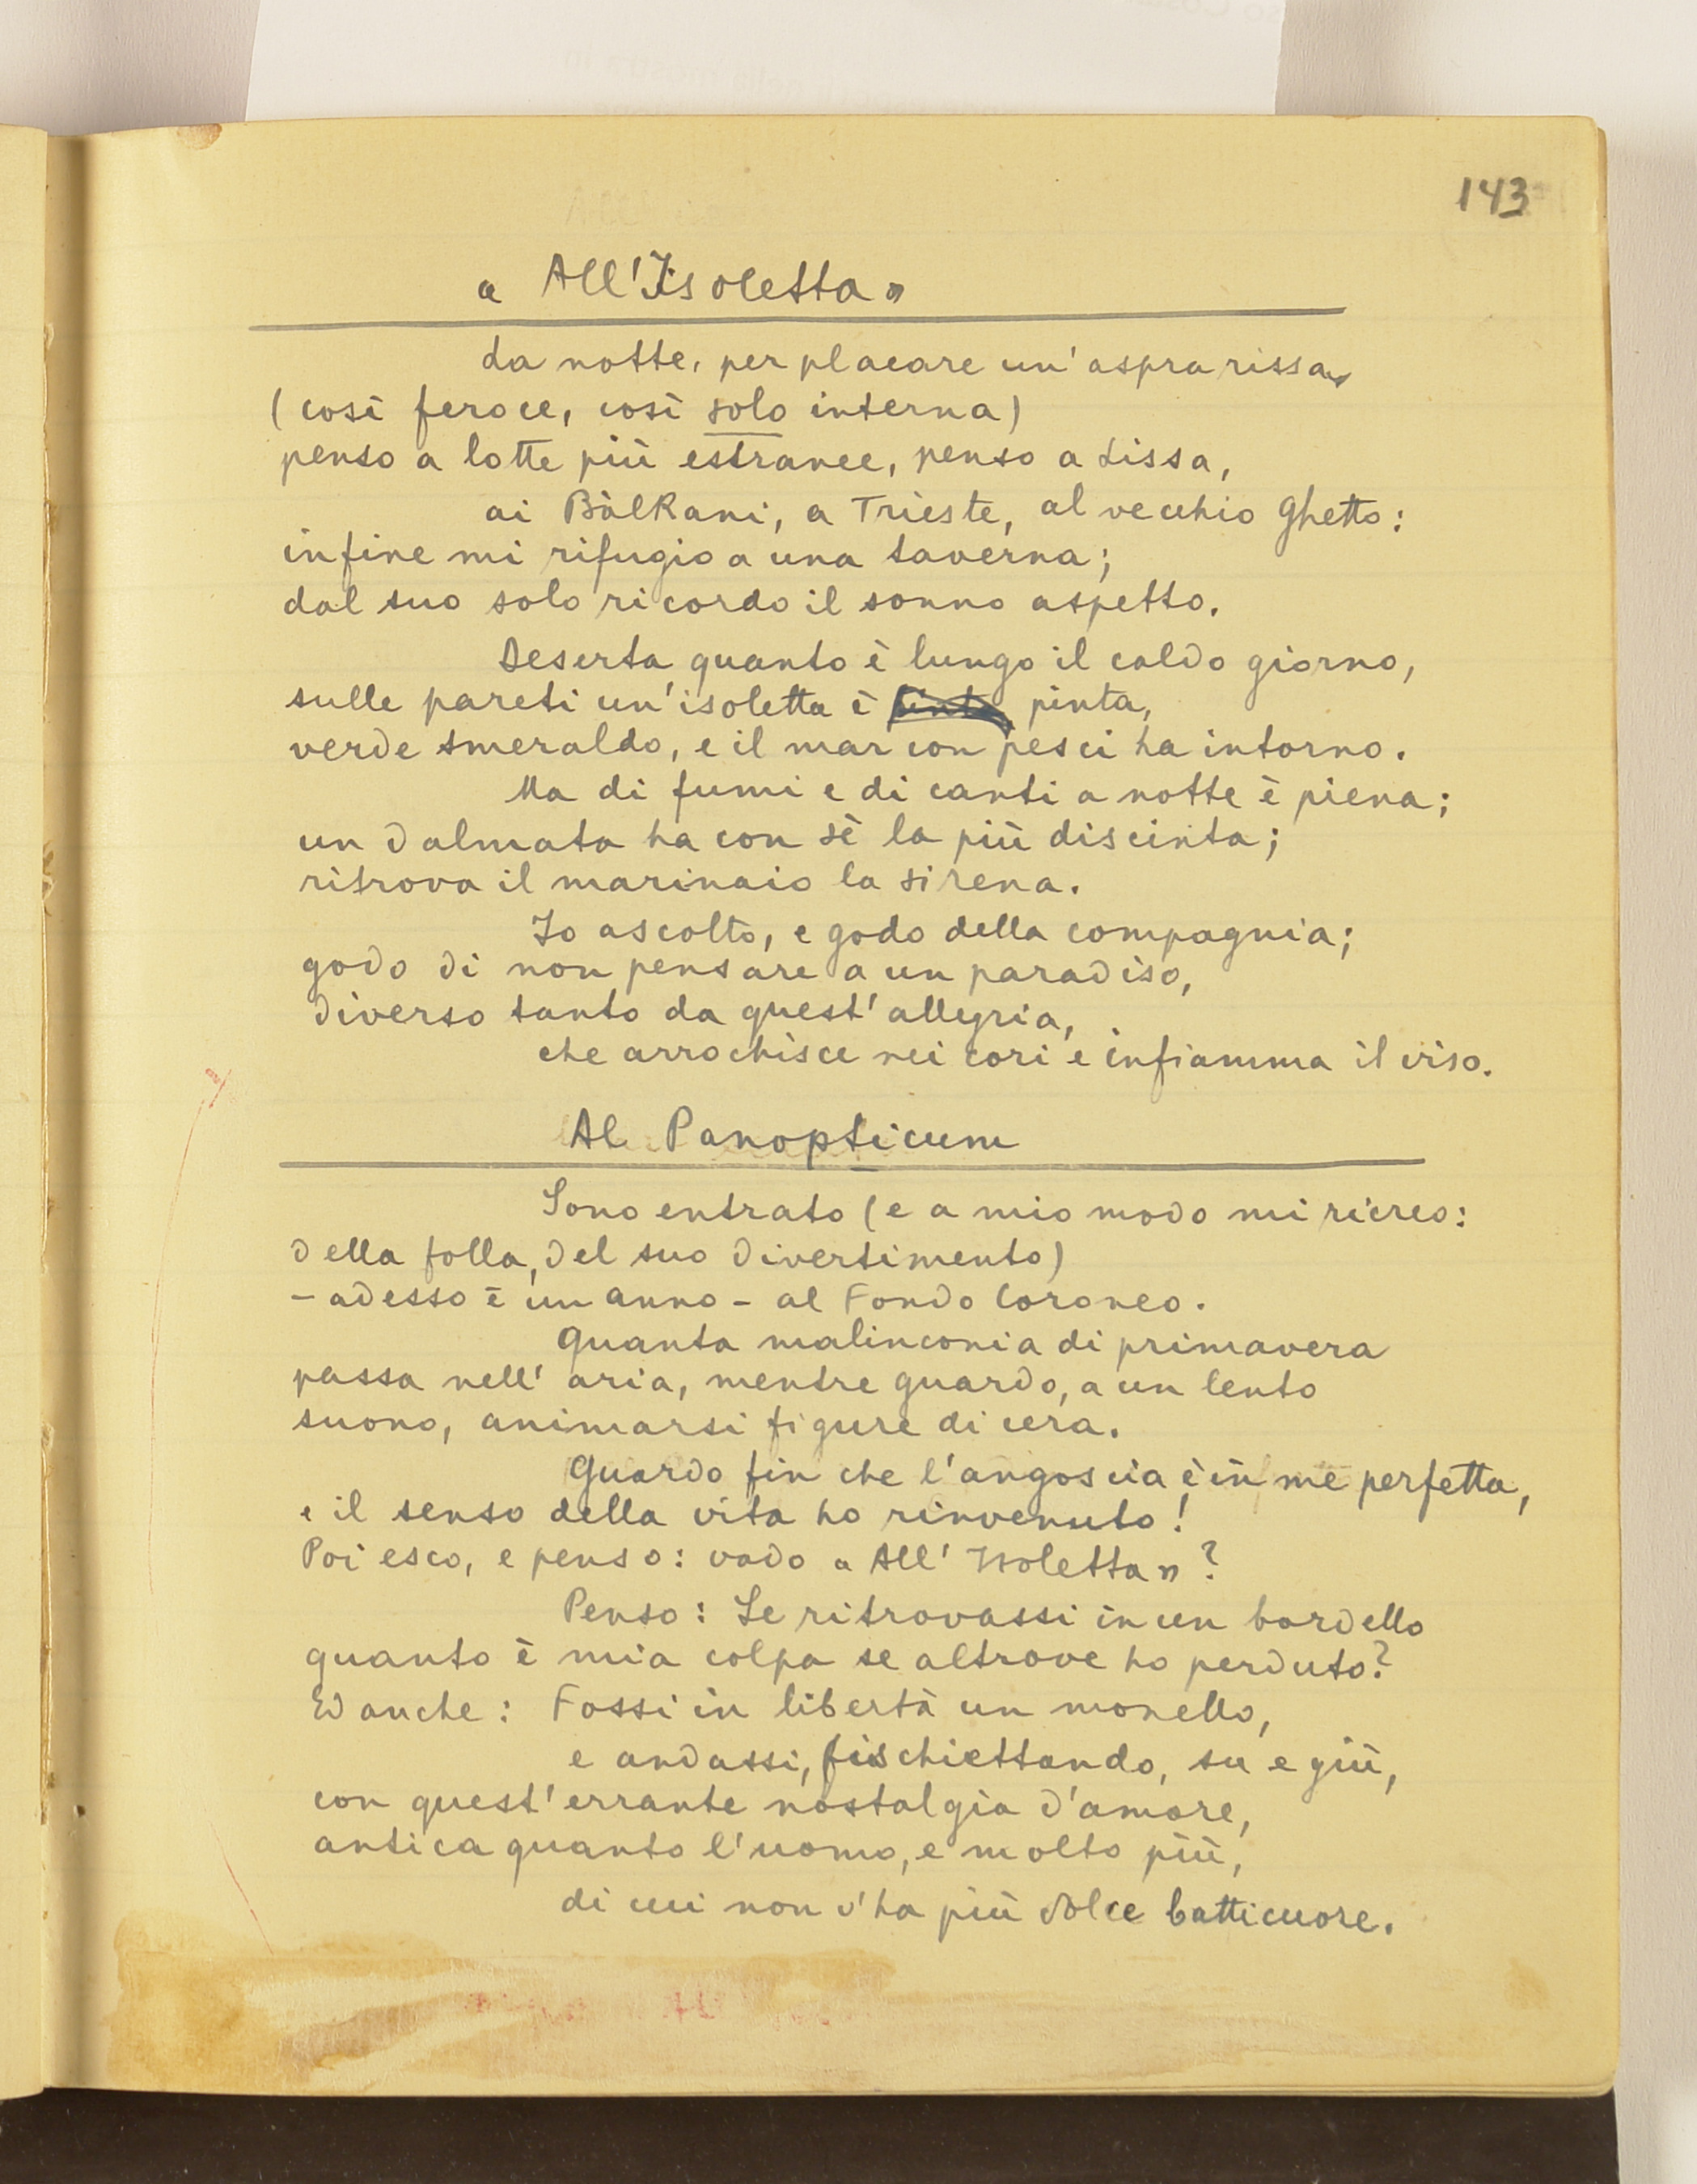 143
« All'Isoletta»
La notte, per placare un'aspra rissa
(così feroce, così solo interna)
penso a lotte più estranee, penso a Lissa,
ai Bàlkani, a Trieste, al vecchio Ghetto:
infine mi rifugio a una taverna;
dal suo solo ricordo il sonno aspetto.
Deserta quanto è lungo il caldo giorno,
sulle pareti un'isoletta è pinta,
verde smeraldo, e il mar con pesci ha intorno.
Ma di fumi e di canti a notte è piena;
un dalmata ha con sè la più discinta;
ritrova il marinaio la sirena.
Io ascolto, e godo della compagnia;
godo di non pensare a un paradiso,
diverso tanto da quest'allegria,
che arrochisce nei cori e infiamma il viso.
Al Panopticum
Sono entrato (e a mio modo mi ricreo:
della folla, del suo divertimento)
– adesso è un anno – al Fondo Coroneo.
Quanta malinconia di primavera
passa nell' aria, mentre guardo, a un lento
suono, animarsi figure di cera.
Guardo fin che l'angoscia è in me perfetta,
e il senso della vita ho rinvenuto!
Poi esco, e penso: vado « All' Isoletta» ?
Penso: Se ritrovassi in un bordello
quanto è mia colpa se altrove ho perduto?
Ed anche: Fossi in libertà un monello,
e andassi, fischiettando, su e giù,
con quest'errante nostalgia d'amore,
antica quanto l'uomo, e molto più,
di cui non v'ha più dolce batticuore.